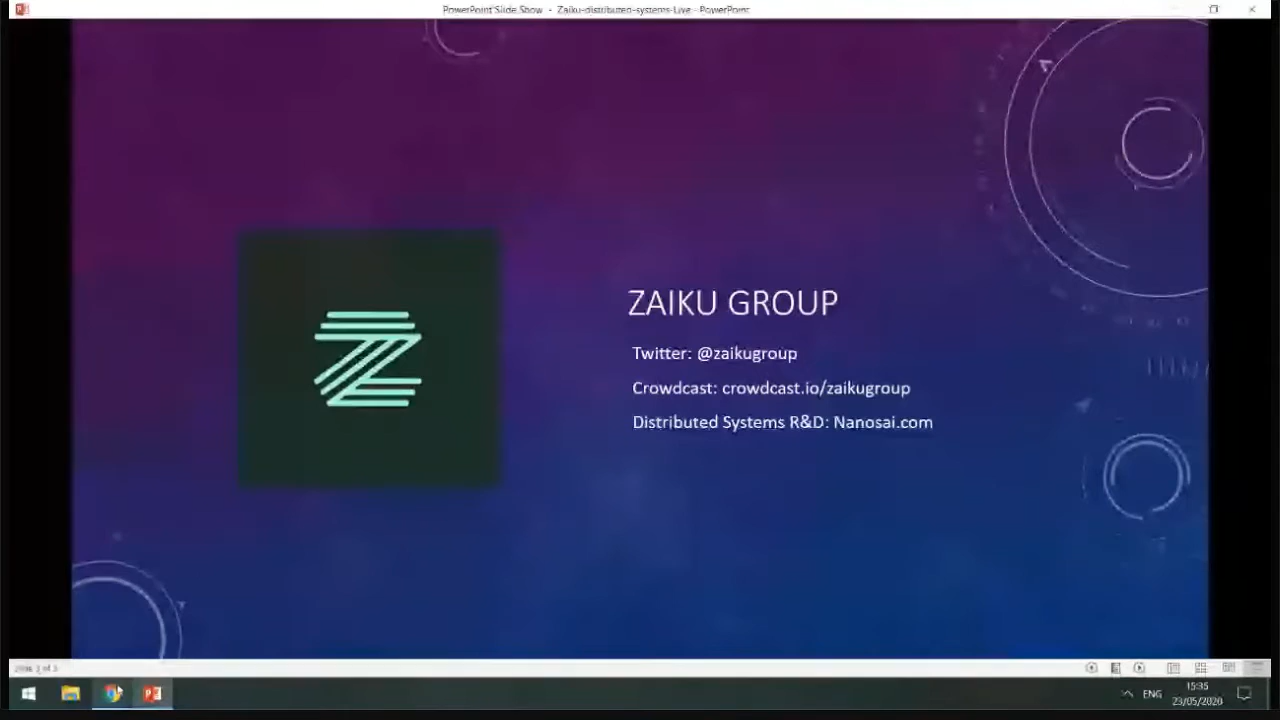 PowerPoint Slide Show - Zaiku-distributed-systems-Live - PowerPoint
ZAIKU GROUP
Twitter: @zaikugroup
Crowdcast: crowdcast.io/zaikugroup
Distributed Systems R&D: Nanosai.com
ENG
15:35
23/05/2020